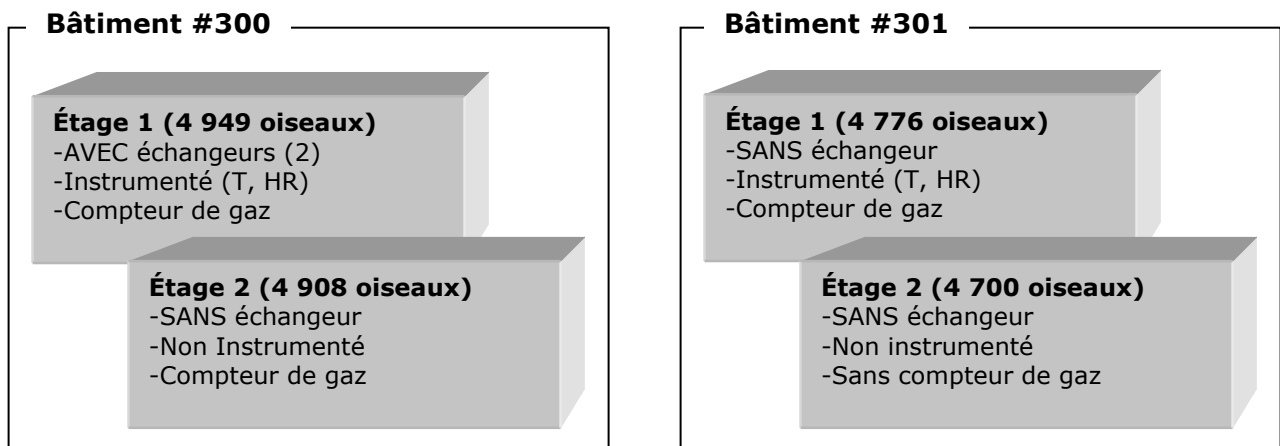 Bâtiment #300
Étage 1 (4 949 oiseaux)
-AVEC échangeurs (2)
-Instrumenté (T, HR)
-Compteur de gaz
Étage 2 (4 908 oiseaux)
-SANS échangeur
-Non Instrumenté
-Compteur de gaz
Bâtiment #301
Étage 1 (4 776 oiseaux)
-SANS échangeur
-Instrumenté (T, HR)
-Compteur de gaz
Étage 2 (4 700 oiseaux)
-SANS échangeur
-Non instrumenté
-Sans compteur de gaz